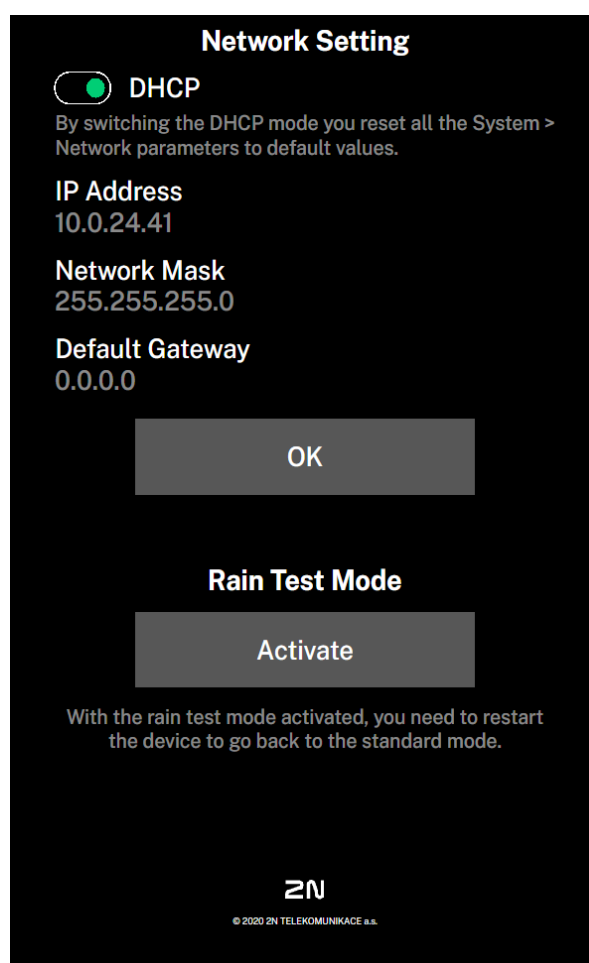 Network Setting
DHCP
By switching the DHCP mode you reset all the System >
Network parameters to default values.
IP Address
10.0.24.41
Network Mask
255.255.255.0
Default Gateway
0.0.0.0
OK
Rain Test Mode
Activate
With the rain test mode activated, you need to restart
the device to go back to the standard mode.
2N
© 2020 2N TELEKOMUNIKACE a.s.